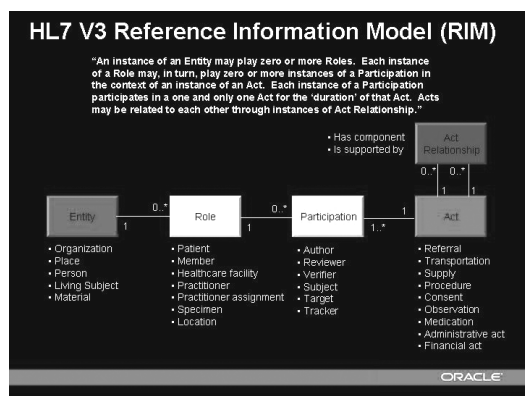 HL7 V3 Reference Information Model (RIM)
“An instance of an Entity may play zero or more Roles. Each instance
of a Role may, in turn, play zero or more instances of a Participation in
the context of an instance of an Act. Each instance of a Participation
participates in a one and only one Act for the ‘duration’ of that Act. Acts
may be related to each other through instances of Act Relationship.”
• Has component
• Is supported by
Act
Relationship
0..* 0..*
1 1
Entity
1
0..*
Role
1
0..*
Participation
1..*
1
Act
• Organization
• Place
• Person
• Living Subject
• Material
• Patient
• Member
• Healthcare facility
• Practitioner
• Practitioner assignment
• Specimen
• Location
• Author
• Reviewer
• Verifier
• Subject
• Target
• Tracker
• Referral
• Transportation
• Supply
• Procedure
• Consent
• Observation
• Medication
• Administrative act
• Financial act
ORACLE